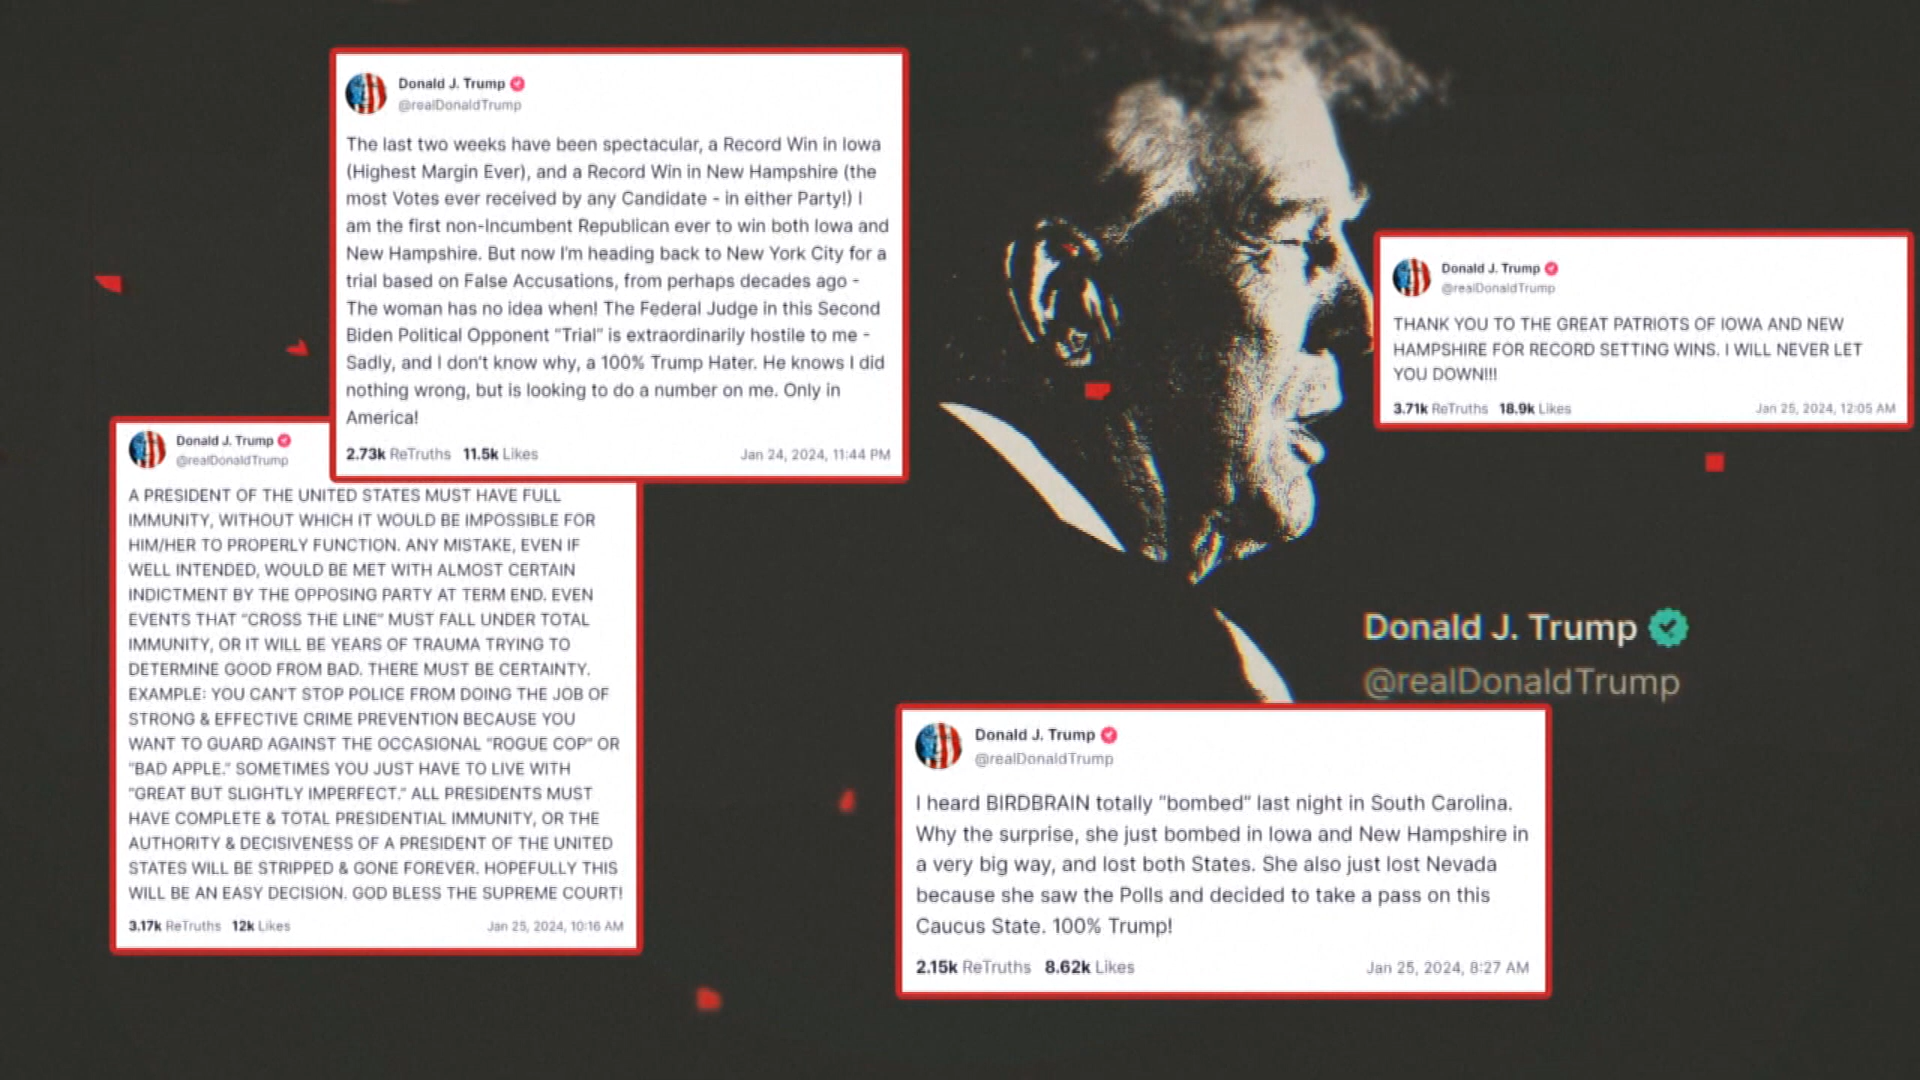 Donald J. Trump
@realDonaldTrump
The last two weeks have been spectacular, a Record Win in Iowa
(Highest Margin Ever), and a Record Win in New Hampshire (the
most Votes ever received by any Candidate - in either Party!) I
am the first non-Incumbent Republican ever to win both Iowa and
New Hampshire. But now I'm heading back to New York City for a
trial based on False Accusations, from perhaps decades ago -
The woman has no idea when! The Federal Judge in this Second
Biden Political Opponent "Trial" is extraordinarily hostile to me -
Sadly, and I don't know why, a 100% Trump Hater. He knows I did
nothing wrong, but is looking to do a number on me. Only in
America!
2.73k ReTruths 11.5k Likes Jan 24, 2024, 11:44 PM
Donald J. Trump
@realDonaldTrump
THANK YOU TO THE GREAT PATRIOTS OF IOWA AND NEW
HAMPSHIRE FOR RECORD SETTING WINS. I WILL NEVER LET
YOU DOWN!!!
3.71k ReTruths 18.9k Likes Jan 25, 2024, 12:05 AM
Donald J. Trump
@realDonaldTrump
A PRESIDENT OF THE UNITED STATES MUST HAVE FULL
IMMUNITY, WITHOUT WHICH IT WOULD BE IMPOSSIBLE FOR
HIM/HER TO PROPERLY FUNCTION. ANY MISTAKE, EVEN IF
WELL INTENDED, WOULD BE MET WITH ALMOST CERTAIN
INDICTMENT BY THE OPPOSING PARTY AT TERM END. EVEN
EVENTS THAT "CROSS THE LINE" MUST FALL UNDER TOTAL
IMMUNITY, OR IT WILL BE YEARS OF TRAUMA TRYING TO
DETERMINE GOOD FROM BAD. THERE MUST BE CERTAINTY.
EXAMPLE: YOU CAN'T STOP POLICE FROM DOING THE JOB OF
STRONG & EFFECTIVE CRIME PREVENTION BECAUSE YOU
WANT TO GUARD AGAINST THE OCCASIONAL "ROGUE COP" OR
"BAD APPLE." SOMETIMES YOU JUST HAVE TO LIVE WITH
"GREAT BUT SLIGHTLY IMPERFECT." ALL PRESIDENTS MUST
HAVE COMPLETE & TOTAL PRESIDENTIAL IMMUNITY, OR THE
AUTHORITY & DECISIVENESS OF A PRESIDENT OF THE UNITED
STATES WILL BE STRIPPED & GONE FOREVER. HOPEFULLY THIS
WILL BE AN EASY DECISION. GOD BLESS THE SUPREME COURT!
3.17k ReTruths 12k Likes Jan 25, 2024, 10:16 AM
Donald J. Trump
@realDonaldTrump
Donald J. Trump
@realDonaldTrump
I heard BIRDBRAIN totally "bombed" last night in South Carolina.
Why the surprise, she just bombed in Iowa and New Hampshire in
a very big way, and lost both States. She also just lost Nevada
because she saw the Polls and decided to take a pass on this
Caucus State. 100% Trump!
2.15k ReTruths 8.62k Likes Jan 25, 2024, 8:27 AM